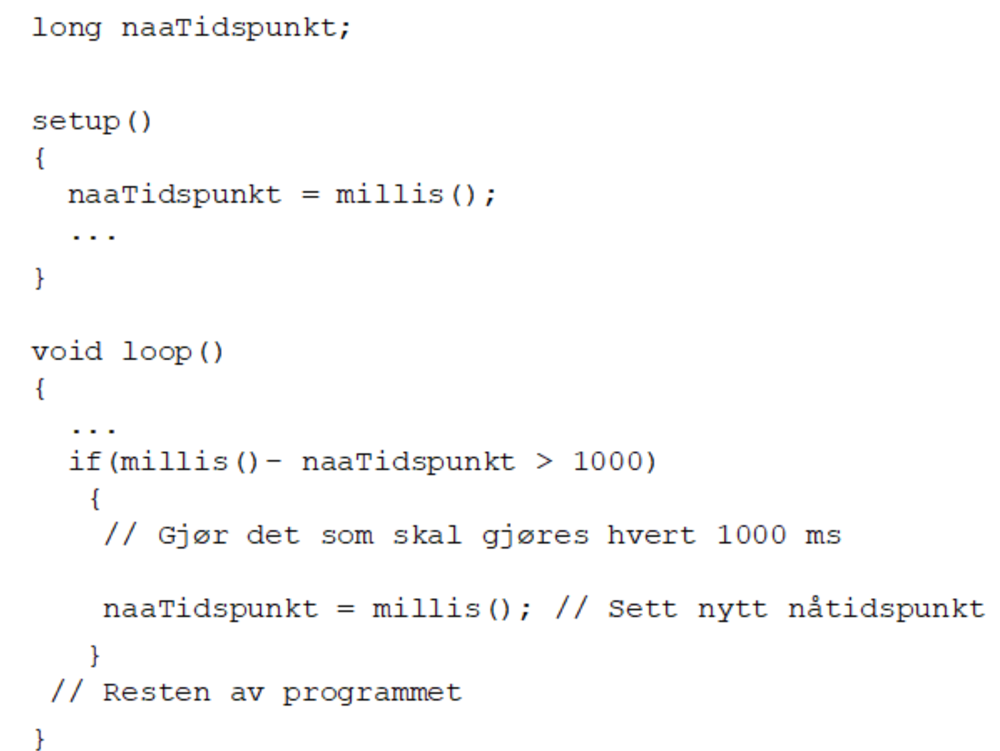 long naaTidspunkt;
setup()
{
naaTidspunkt = millis();
...
}
void loop()
{
...
if(millis()- naaTidspunkt > 1000)
{
// Gjør det som skal gjøres hvert 1000 ms
naaTidspunkt = millis(); // Sett nytt nåtidspunkt
}
// Resten av programmet
}